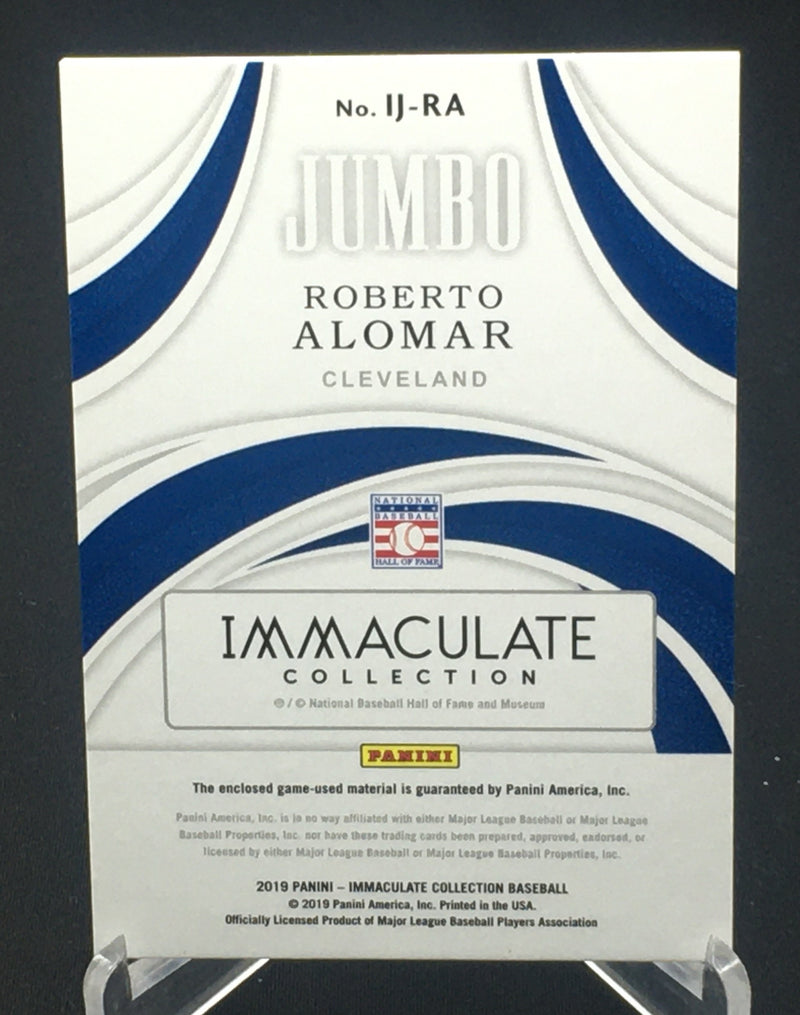 No. IJ-RA
JUMBO
ROBERTO
ALOMAR
CLEVELAND
NATIONAL
BASEBALL
HALL OF FAME
IMMACULATE
COLLECTION
®/© National Baseball Hall of Fame and Museum
PANINI
The enclosed game-used material is guaranteed by Panini America, Inc.
Panini America, Inc. is in no way affiliated with either Major League Baseball or Major League
Baseball Properties, Inc. nor have these trading cards been prepared, approved, endorsed, or
licensed by either Major League Baseball or Major League Baseball Properties, Inc.
2019 PANINI – IMMACULATE COLLECTION BASEBALL
© 2019 Panini America, Inc. Printed in the USA.
Officially Licensed Product of Major League Baseball Players Association